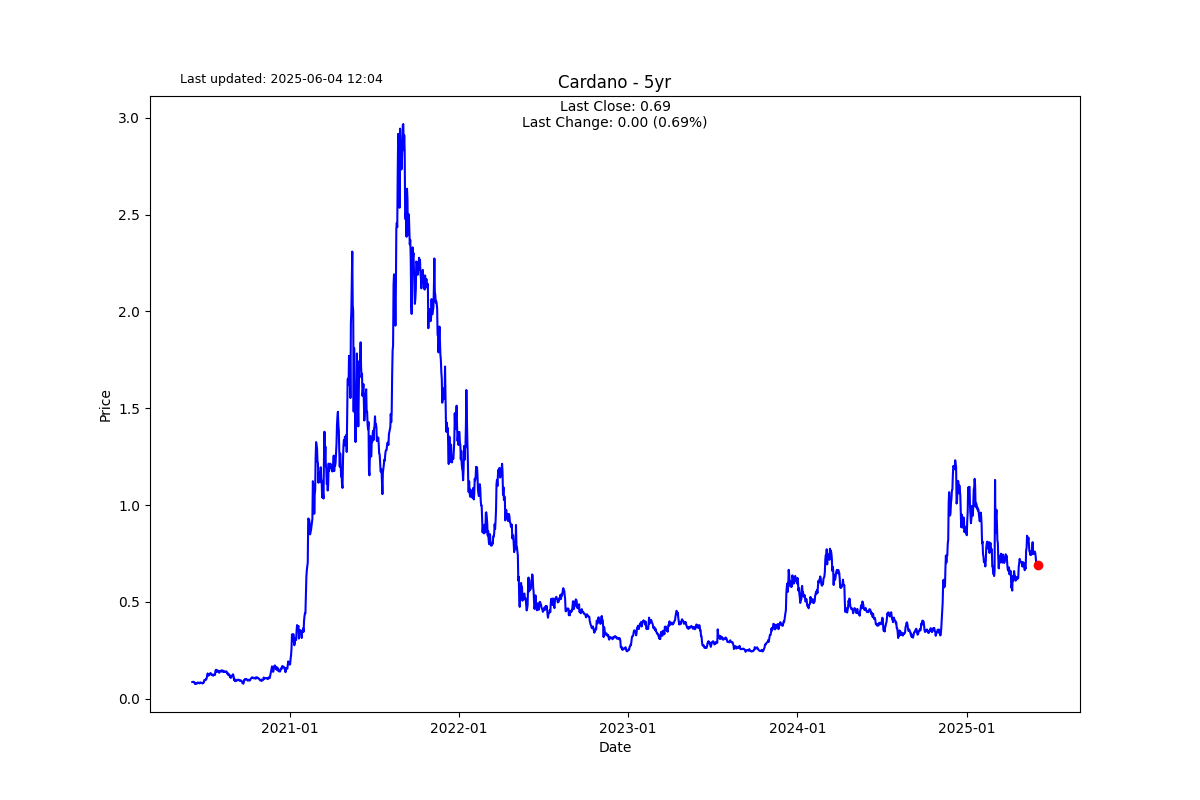 Last updated: 2025-06-04 12:04
Cardano - 5yr
Last Close: 0.69
Last Change: 0.00 (0.69%)
3.0
2.5
2.0
1.5
1.0
0.5
0.0
Price
2021-01
2022-01
2023-01
2024-01
2025-01
Date